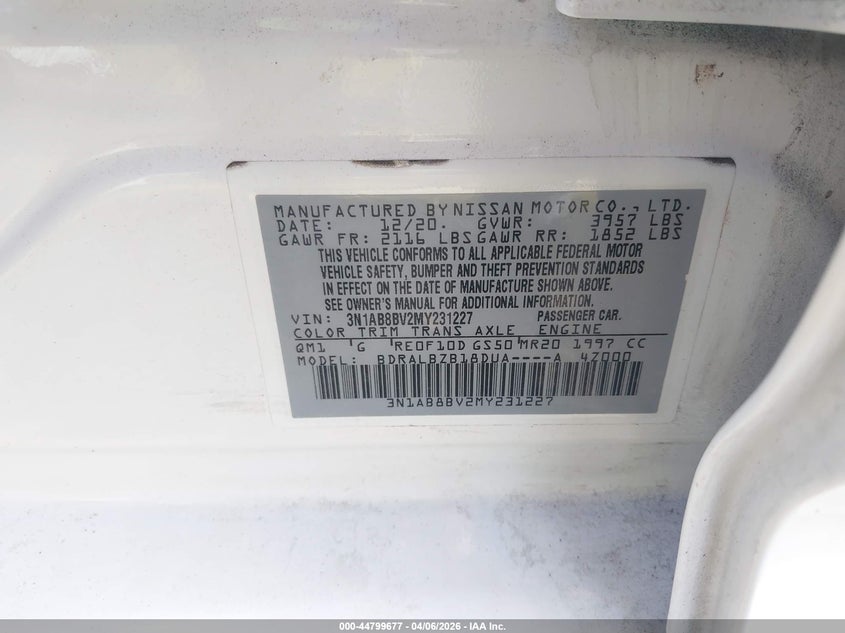 MANUFACTURED BY NISSAN MOTOR CO., LTD.
DATE: 12/20. GVWR: 3957 LBS
GAWR FR: 2116 LBS GAWR RR: 1852 LBS
THIS VEHICLE CONFORMS TO ALL APPLICABLE FEDERAL MOTOR
VEHICLE SAFETY, BUMPER AND THEFT PREVENTION STANDARDS
IN EFFECT ON THE DATE OF MANUFACTURE SHOWN ABOVE.
SEE OWNER'S MANUAL FOR ADDITIONAL INFORMATION.
VIN: 3N1AB8BV2MY231227 PASSENGER CAR.
COLOR TRIM TRANS AXLE ENGINE
QM1 G RE0F10D GS50 MR20 1997 CC
MODEL: BDRALBZB18DUA----A 4Z000
3N1AB8BV2MY231227
000-44799677 - 04/06/2026 - IAA Inc.